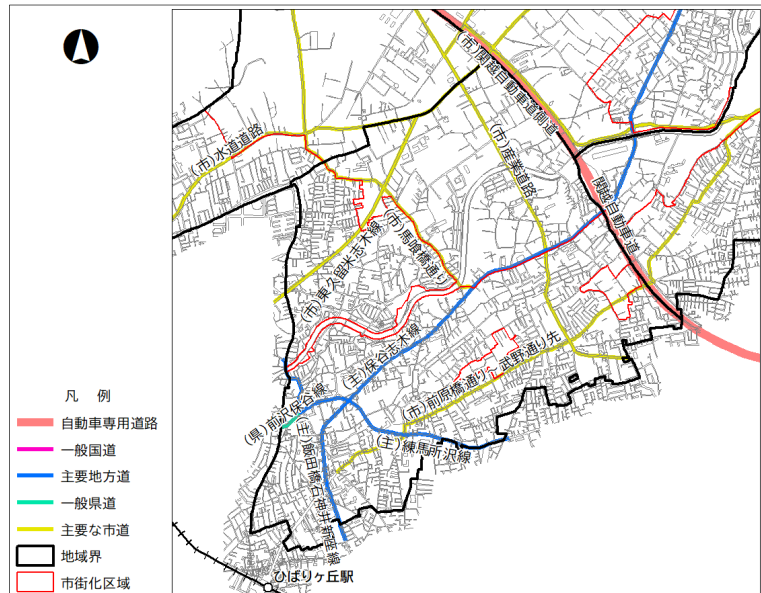 (市)関越自動車道側道
(市)水道道路
(市)産業道路
関越自動車道
(市)馬喰橋通り
(市)東久留米志木線
(主)保谷志木線
(市)前原橋通り～武野通り先
(県)前沢保谷線
(主)練馬所沢線
(主)飯田橋石神井新座線
ひばりヶ丘駅
凡 例
自動車専用道路
一般国道
主要地方道
一般県道
主要な市道
地域界
市街化区域